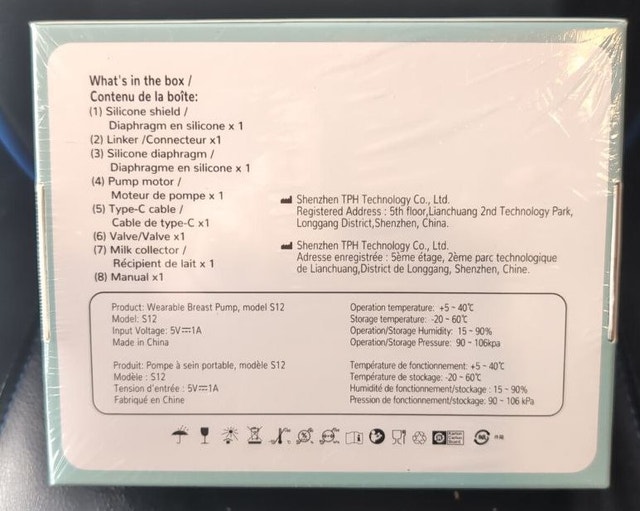 What's in the box /
Contenu de la boîte:
(1) Silicone shield /
Diaphragm en silicone x 1
(2) Linker /Connecteur x1
(3) Silicone diaphragm /
Diaphragme en silicone x 1
(4) Pump motor /
Moteur de pompe x 1
(5) Type-C cable /
Cable de type-C x1
(6) Valve/Valve x1
(7) Milk collector /
Récipient de lait x 1
(8) Manual x1
Shenzhen TPH Technology Co., Ltd.
Registered Address : 5th floor,Lianchuang 2nd Technology Park,
Longgang District,Shenzhen, China.
Shenzhen TPH Technology Co., Ltd.
Adresse enregistrée : 5ème étage, 2ème parc technologique
de Lianchuang,District de Longgang, Shenzhen, Chine.
Product: Wearable Breast Pump, model S12
Model: S12
Input Voltage: 5V⎓1A
Made in China
Operation temperature: +5 ~ 40℃
Storage temperature: -20 ~ 60℃
Operation/Storage Humidity: 15 ~ 90%
Operation/Storage Pressure: 90 ~ 106kpa
Produit: Pompe à sein portable, modèle S12
Modèle : S12
Tension d'entrée : 5V⎓1A
Fabriqué en Chine
Température de fonctionnement: +5 ~ 40℃
Température de stockage: -20 ~ 60℃
Humidité de fonctionnement/stockage : 15 ~ 90%
Pression de fonctionnement/stockage: 90 ~ 106 kPa